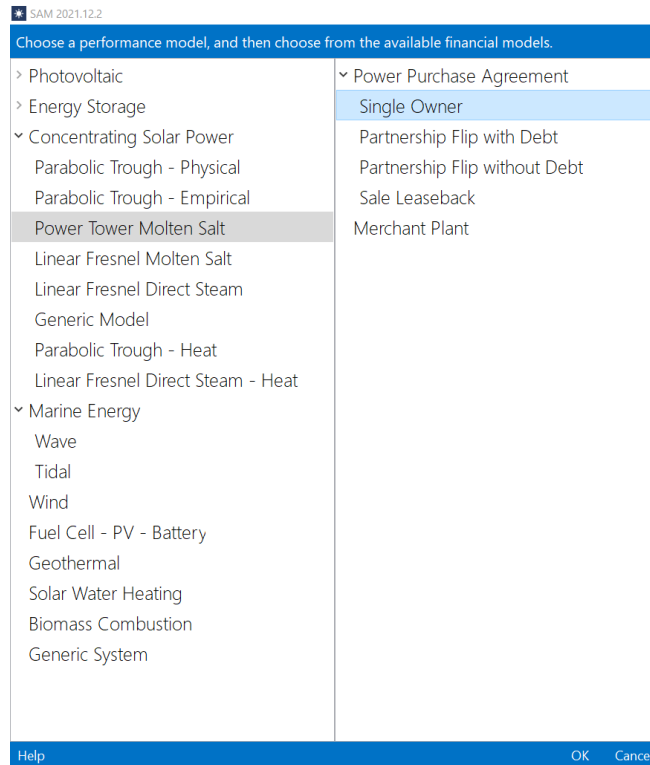 SAM 2021.12.2
Choose a performance model, and then choose from the available financial models.
Photovoltaic
Energy Storage
Concentrating Solar Power
Parabolic Trough - Physical
Parabolic Trough - Empirical
Power Tower Molten Salt
Linear Fresnel Molten Salt
Linear Fresnel Direct Steam
Generic Model
Parabolic Trough - Heat
Linear Fresnel Direct Steam - Heat
Marine Energy
Wave
Tidal
Wind
Fuel Cell - PV - Battery
Geothermal
Solar Water Heating
Biomass Combustion
Generic System
Power Purchase Agreement
Single Owner
Partnership Flip with Debt
Partnership Flip without Debt
Sale Leaseback
Merchant Plant
Help
OK
Cance